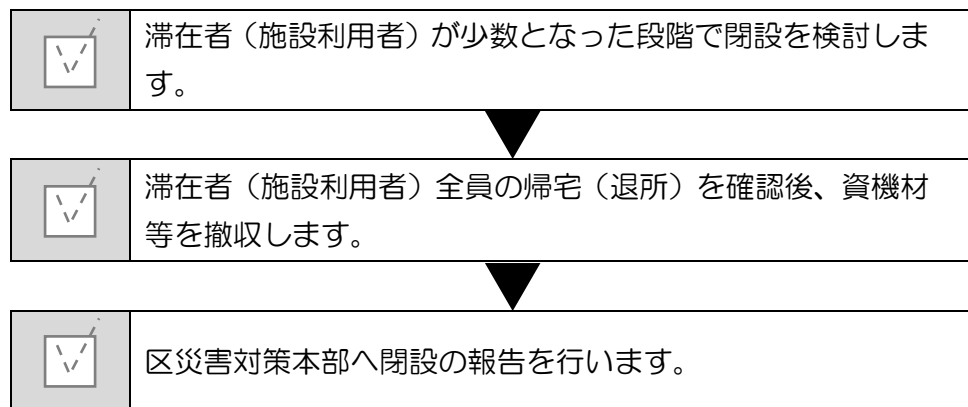 滞在者（施設利用者）が少数となった段階で閉設を検討しま
す。
滞在者（施設利用者）全員の帰宅（退所）を確認後、資機材
等を撤収します。
区災害対策本部へ閉設の報告を行います。